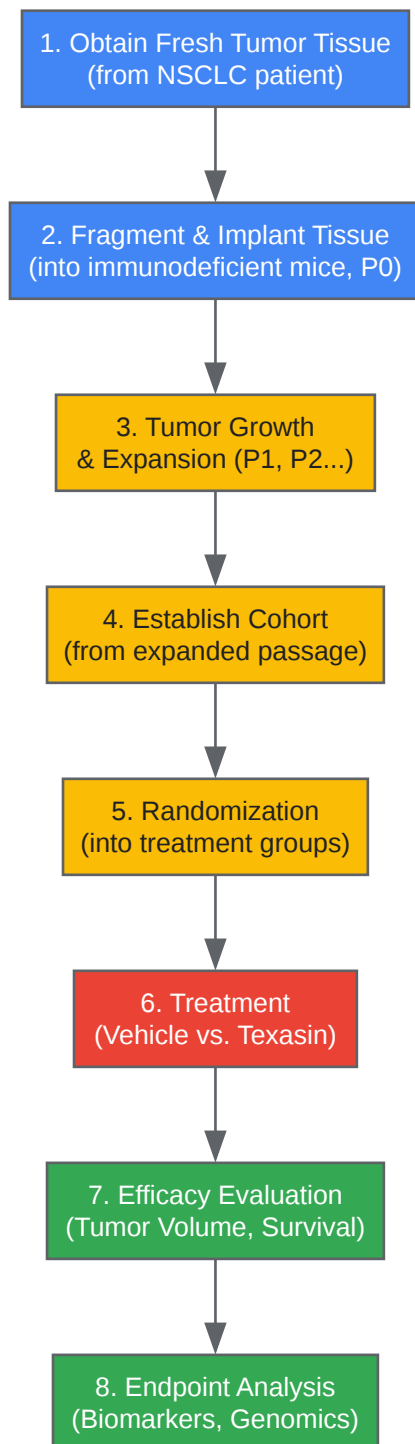 1. Obtain Fresh Tumor Tissue
(from NSCLC patient)
2. Fragment & Implant Tissue
(into immunodeficient mice, P0)
3. Tumor Growth
& Expansion (P1, P2...)
4. Establish Cohort
(from expanded passage)
5. Randomization
(into treatment groups)
6. Treatment
(Vehicle vs. Texasin)
7. Efficacy Evaluation
(Tumor Volume, Survival)
8. Endpoint Analysis
(Biomarkers, Genomics)